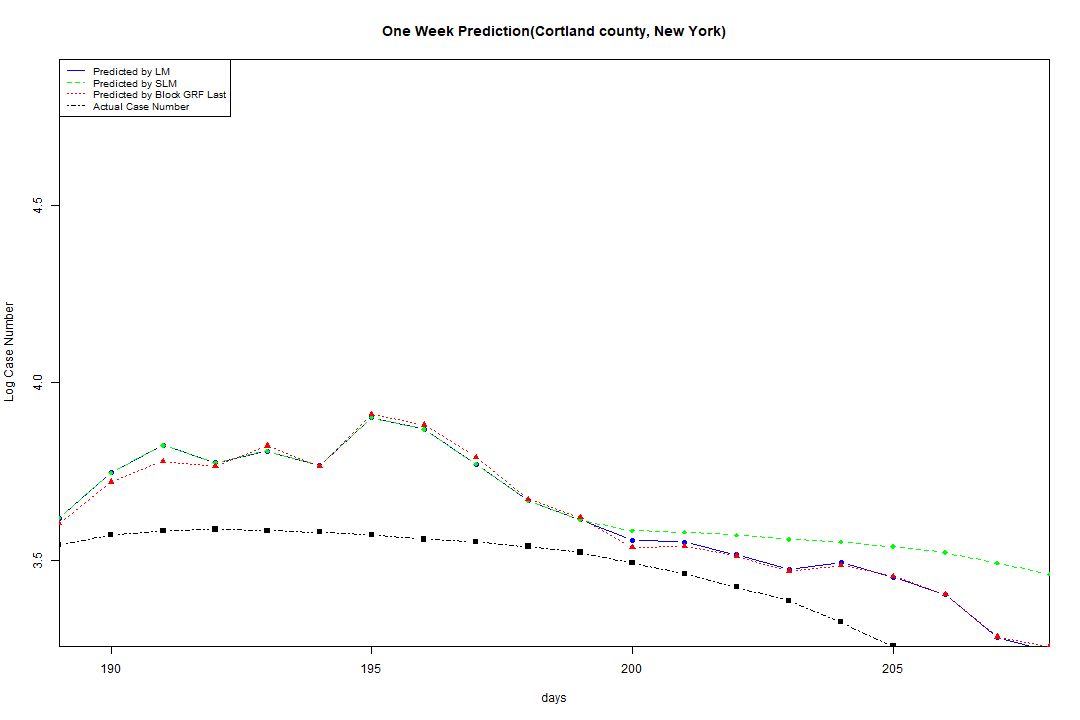 One Week Prediction(Cortland county, New York)
Predicted by LM
Predicted by SLM
Predicted by Block GRF Last
Actual Case Number
4.5
4.0
3.5
Log Case Number
190 195 200 205
days